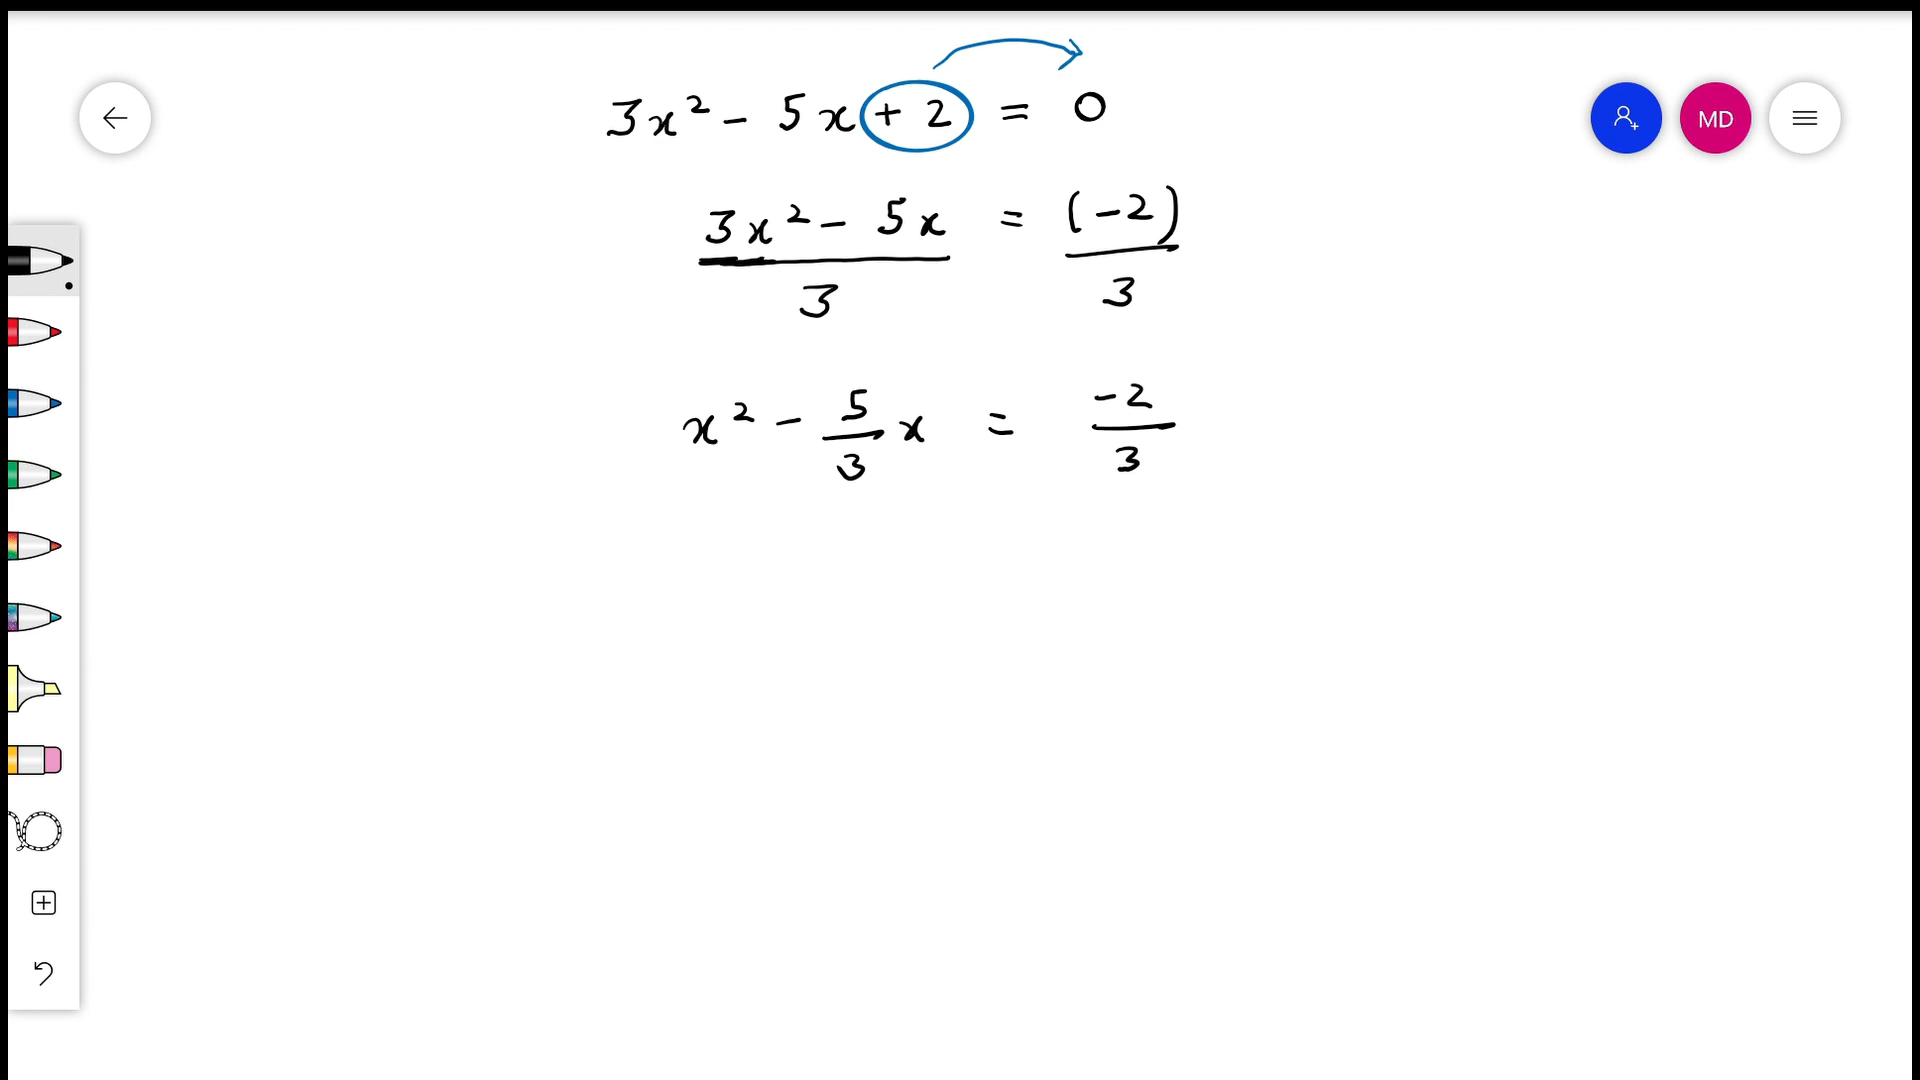 3x² - 5x + 2 = 0
MD
(3x² - 5x)/3 = (-2)/3
x² - 5/3 x = -2/3